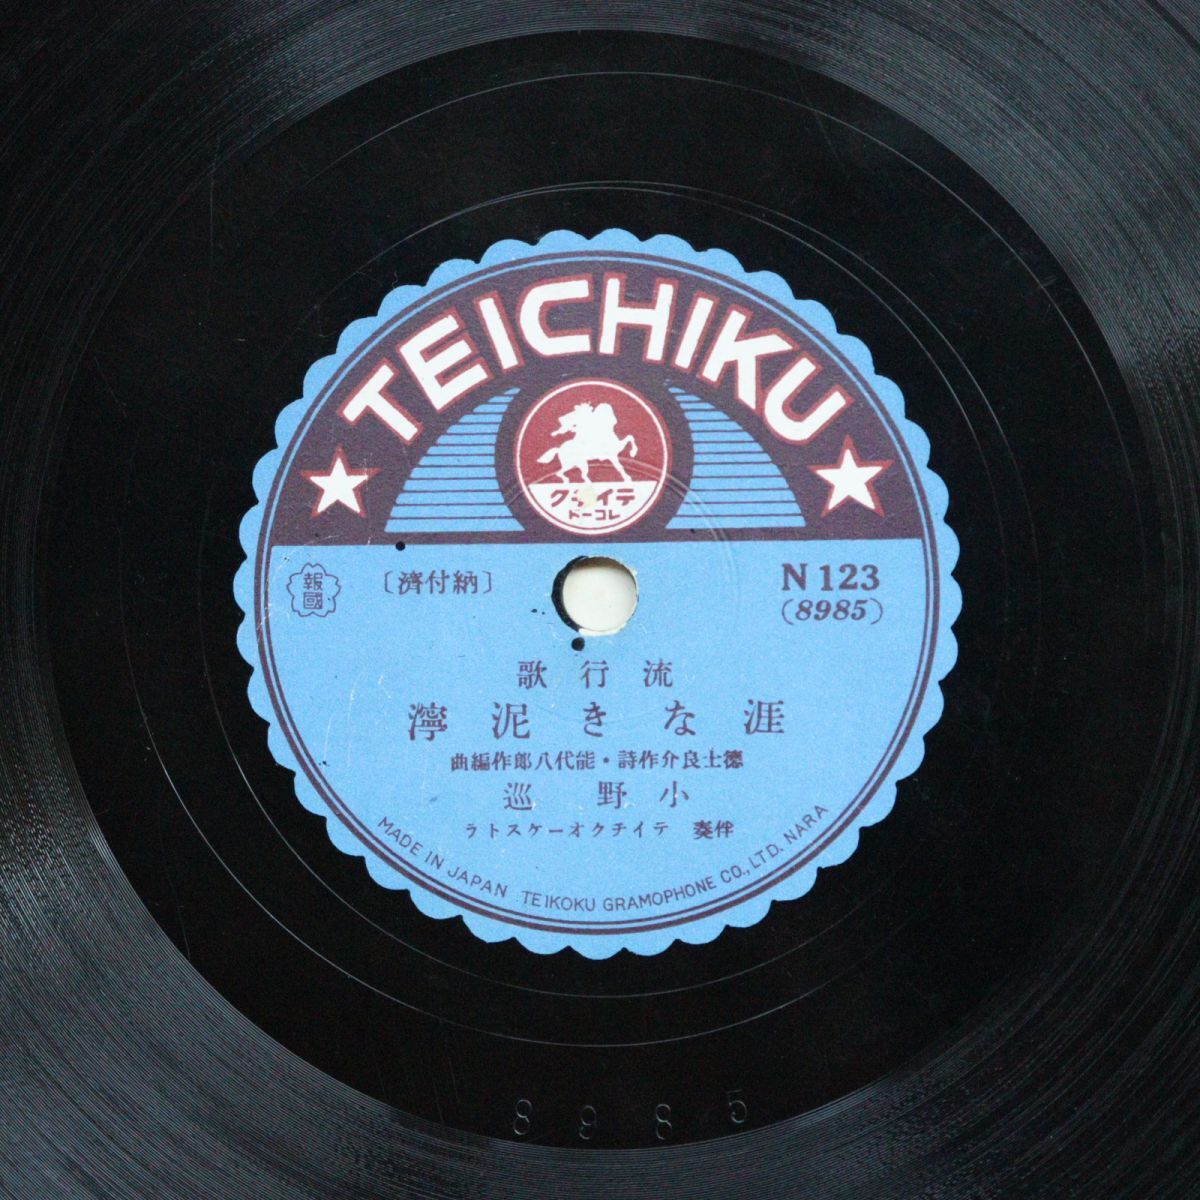 TEICHIKU
テイチク
レコード
報國
〔納付濟〕
N 123
(8985)
流行歌
涯なき泥濘
德土良介作詩・能代八郎作編曲
小野巡
伴奏 テイチクオーケストラ
MADE IN JAPAN TEIKOKU GRAMOPHONE CO., LTD. NARA
8985